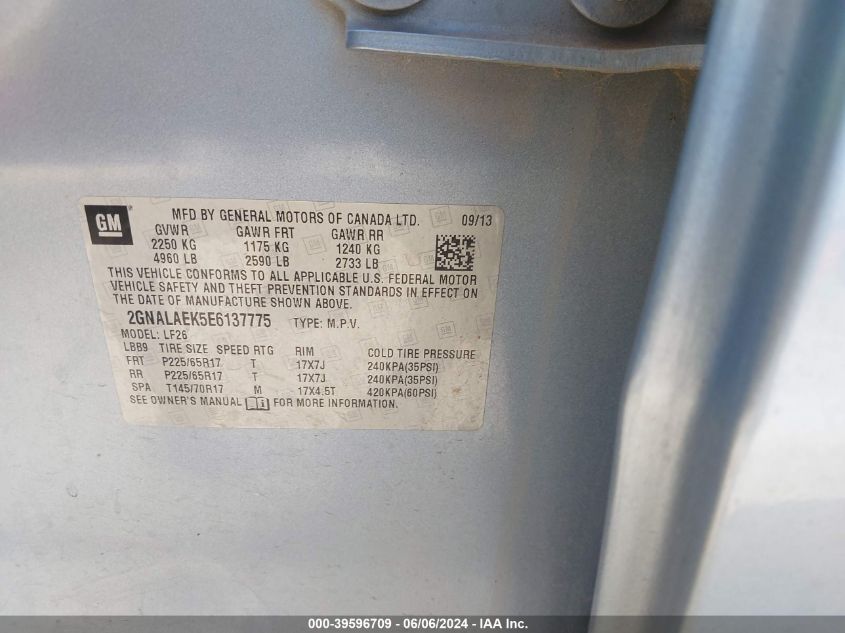 GM
MFD BY GENERAL MOTORS OF CANADA LTD. 09/13
GVWR GAWR FRT GAWR RR
2250 KG 1175 KG 1240 KG
4960 LB 2590 LB 2733 LB
THIS VEHICLE CONFORMS TO ALL APPLICABLE U.S. FEDERAL MOTOR
VEHICLE SAFETY AND THEFT PREVENTION STANDARDS IN EFFECT ON
THE DATE OF MANUFACTURE SHOWN ABOVE.
2GNALAEK5E6137775 TYPE: M.P.V.
MODEL: LF26
LBB9 TIRE SIZE SPEED RTG RIM COLD TIRE PRESSURE
FRT P225/65R17 T 17X7J 240KPA(35PSI)
RR P225/65R17 T 17X7J 240KPA(35PSI)
SPA T145/70R17 M 17X4.5T 420KPA(60PSI)
SEE OWNER'S MANUAL FOR MORE INFORMATION.
000-39596709 - 06/06/2024 - IAA Inc.